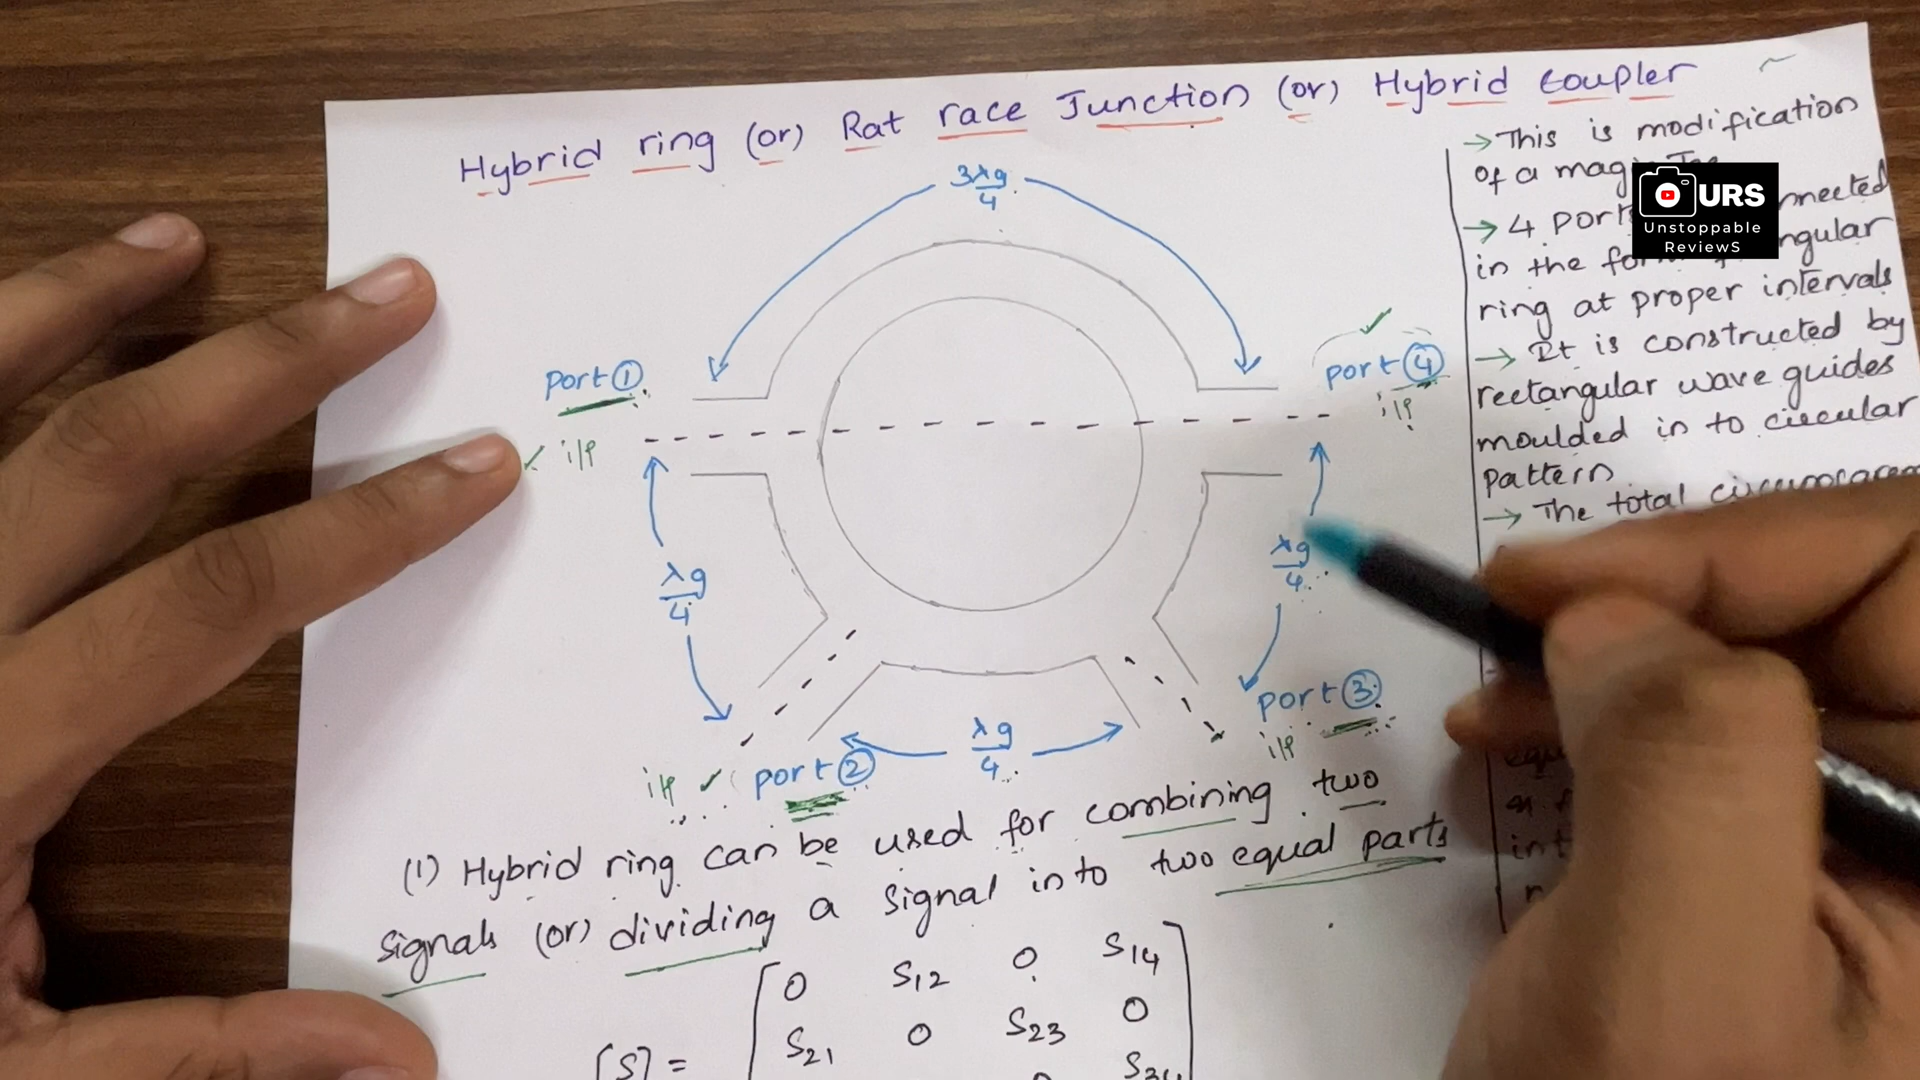 Hybrid ring (or) Rat race Junction (or) Hybrid coupler
3λg
4
port ①
i/p
port ④
i/p
λg
4
λg
4
port ③
i/p
λg
4
i/p
port ②
(1) Hybrid ring can be used for combining two
signals (or) dividing a signal into two equal parts
[S] =
0 S12 0 S14
S21 0 S23 0
→ This is modification
of a mag
→ 4 port nnected
in the for ngular
ring at proper intervals
→ It is constructed by
rectangular wave guides
moulded in to circular
pattern
→ The total
OURS
Unstoppable
ReviewS